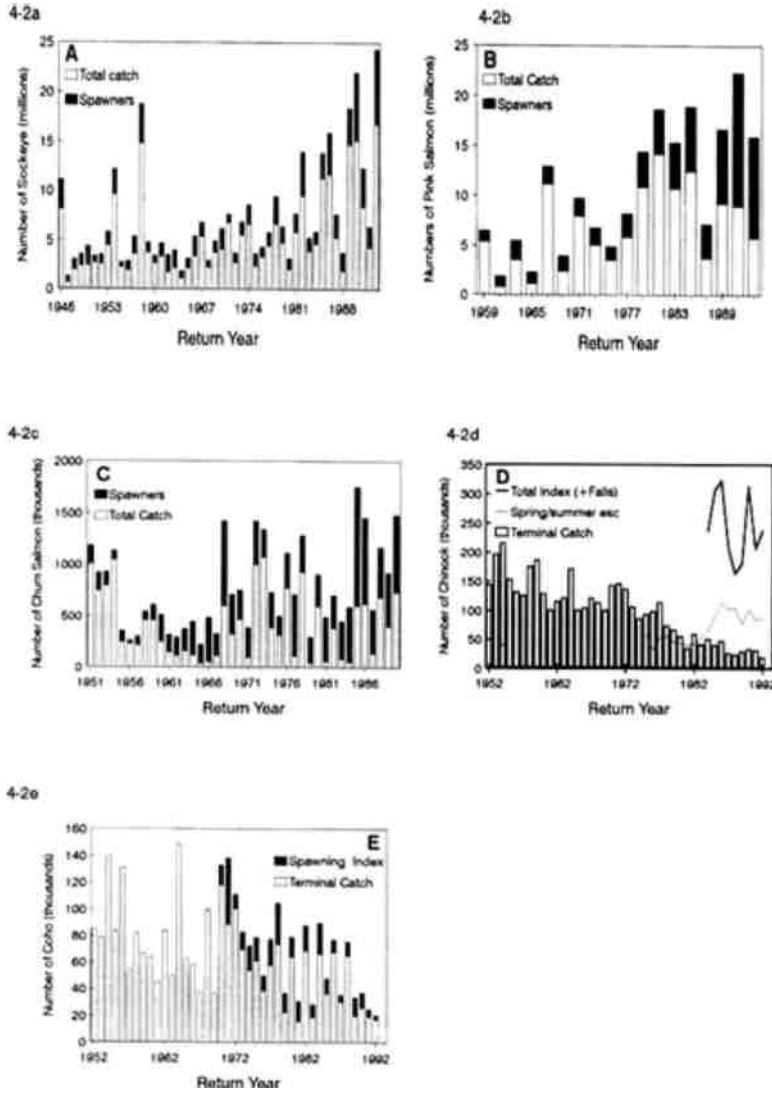 4-2a
A
Total catch
Spawners
Number of Sockeye (millions)
25
20
15
10
5
0
1946
1953
1960
1967
1974
1981
1988
Return Year
4-2b
B
Total Catch
Spawners
Numbers of Pink Salmon (millions)
25
20
15
10
5
0
1959
1965
1971
1977
1983
1989
Return Year
4-2c
C
Spawners
Total Catch
Number of Chum Salmon (thousands)
2000
1500
1000
500
0
1951
1956
1961
1966
1971
1976
1981
1986
Return Year
4-2d
D
Total Index (+Falls)
Spring/summer esc
Terminal Catch
Number of Chinook (thousands)
350
300
250
200
150
100
50
0
1952
1962
1972
1982
1992
Return Year
4-2e
E
Spawning Index
Terminal Catch
Number of Coho (thousands)
160
140
120
100
80
60
40
20
0
1952
1962
1972
1982
1992
Return Year